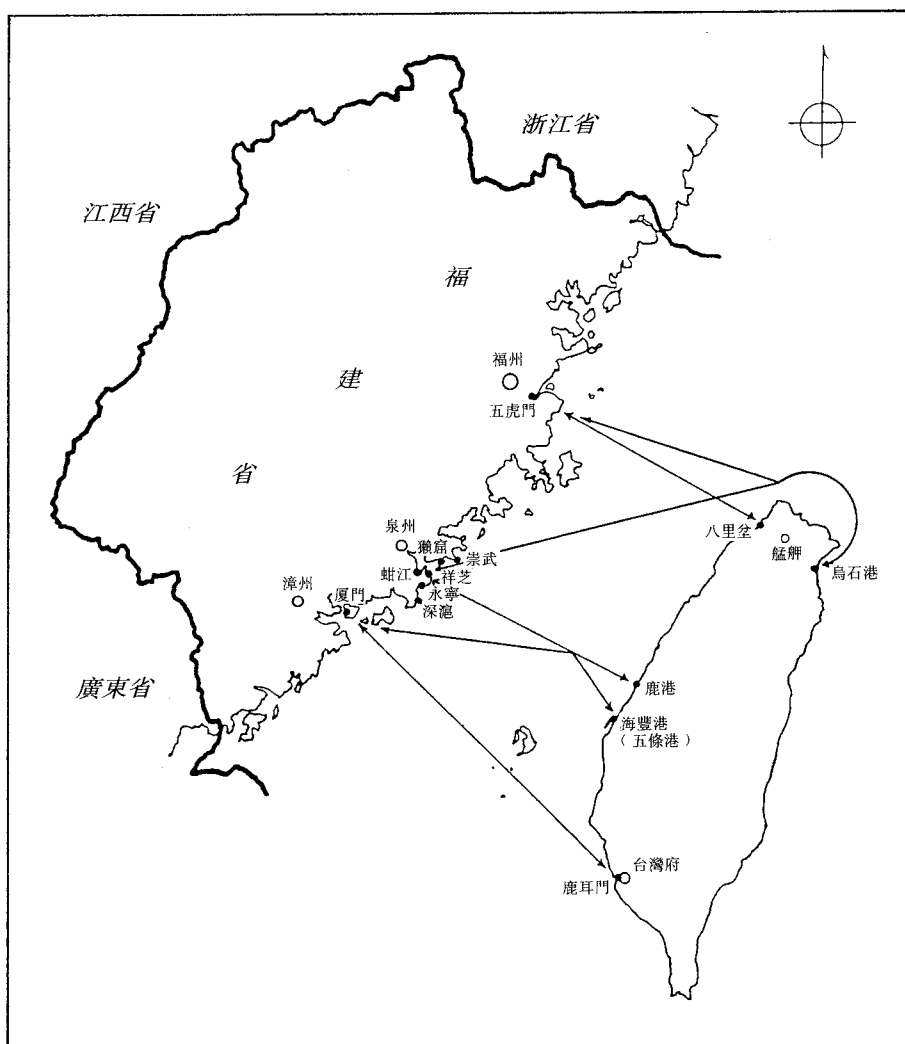 浙江省
江西省
福
建
省
福州
五虎門
泉州
獺窟
崇武
蚶江
祥芝
永寧
深滬
漳州
厦門
廣東省
八里坌
艋舺
烏石港
鹿港
海豐港
(五條港)
台灣府
鹿耳門